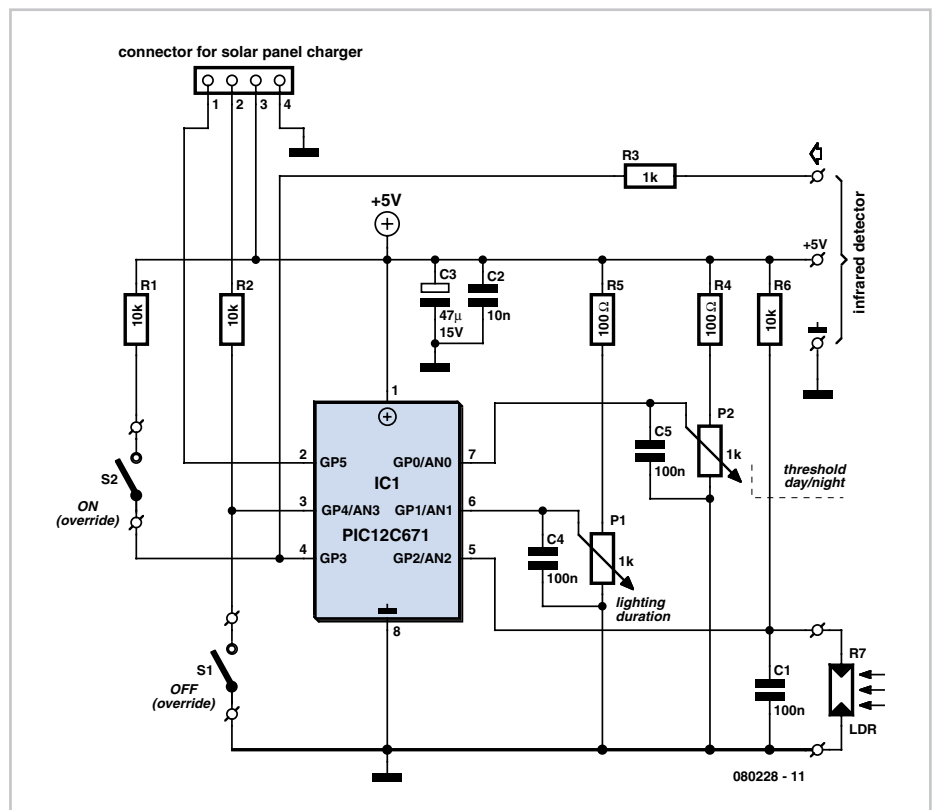 connector for solar panel charger
1 2 3 4
R3
1k
+5V
+5V
infrared detector
R1
10k
R2
10k
C3
47µ
15V
C2
10n
R5
100Ω
R4
100Ω
R6
10k
1
S2
ON
(override)
2
GP5
GP0/AN0
7
IC1
3
GP4/AN3
GP1/AN1
6
PIC12C671
4
GP3
GP2/AN2
5
8
C5
100n
P2
1k
threshold
day/night
C4
100n
P1
1k
lighting
duration
S1
OFF
(override)
C1
100n
R7
LDR
080228 - 11